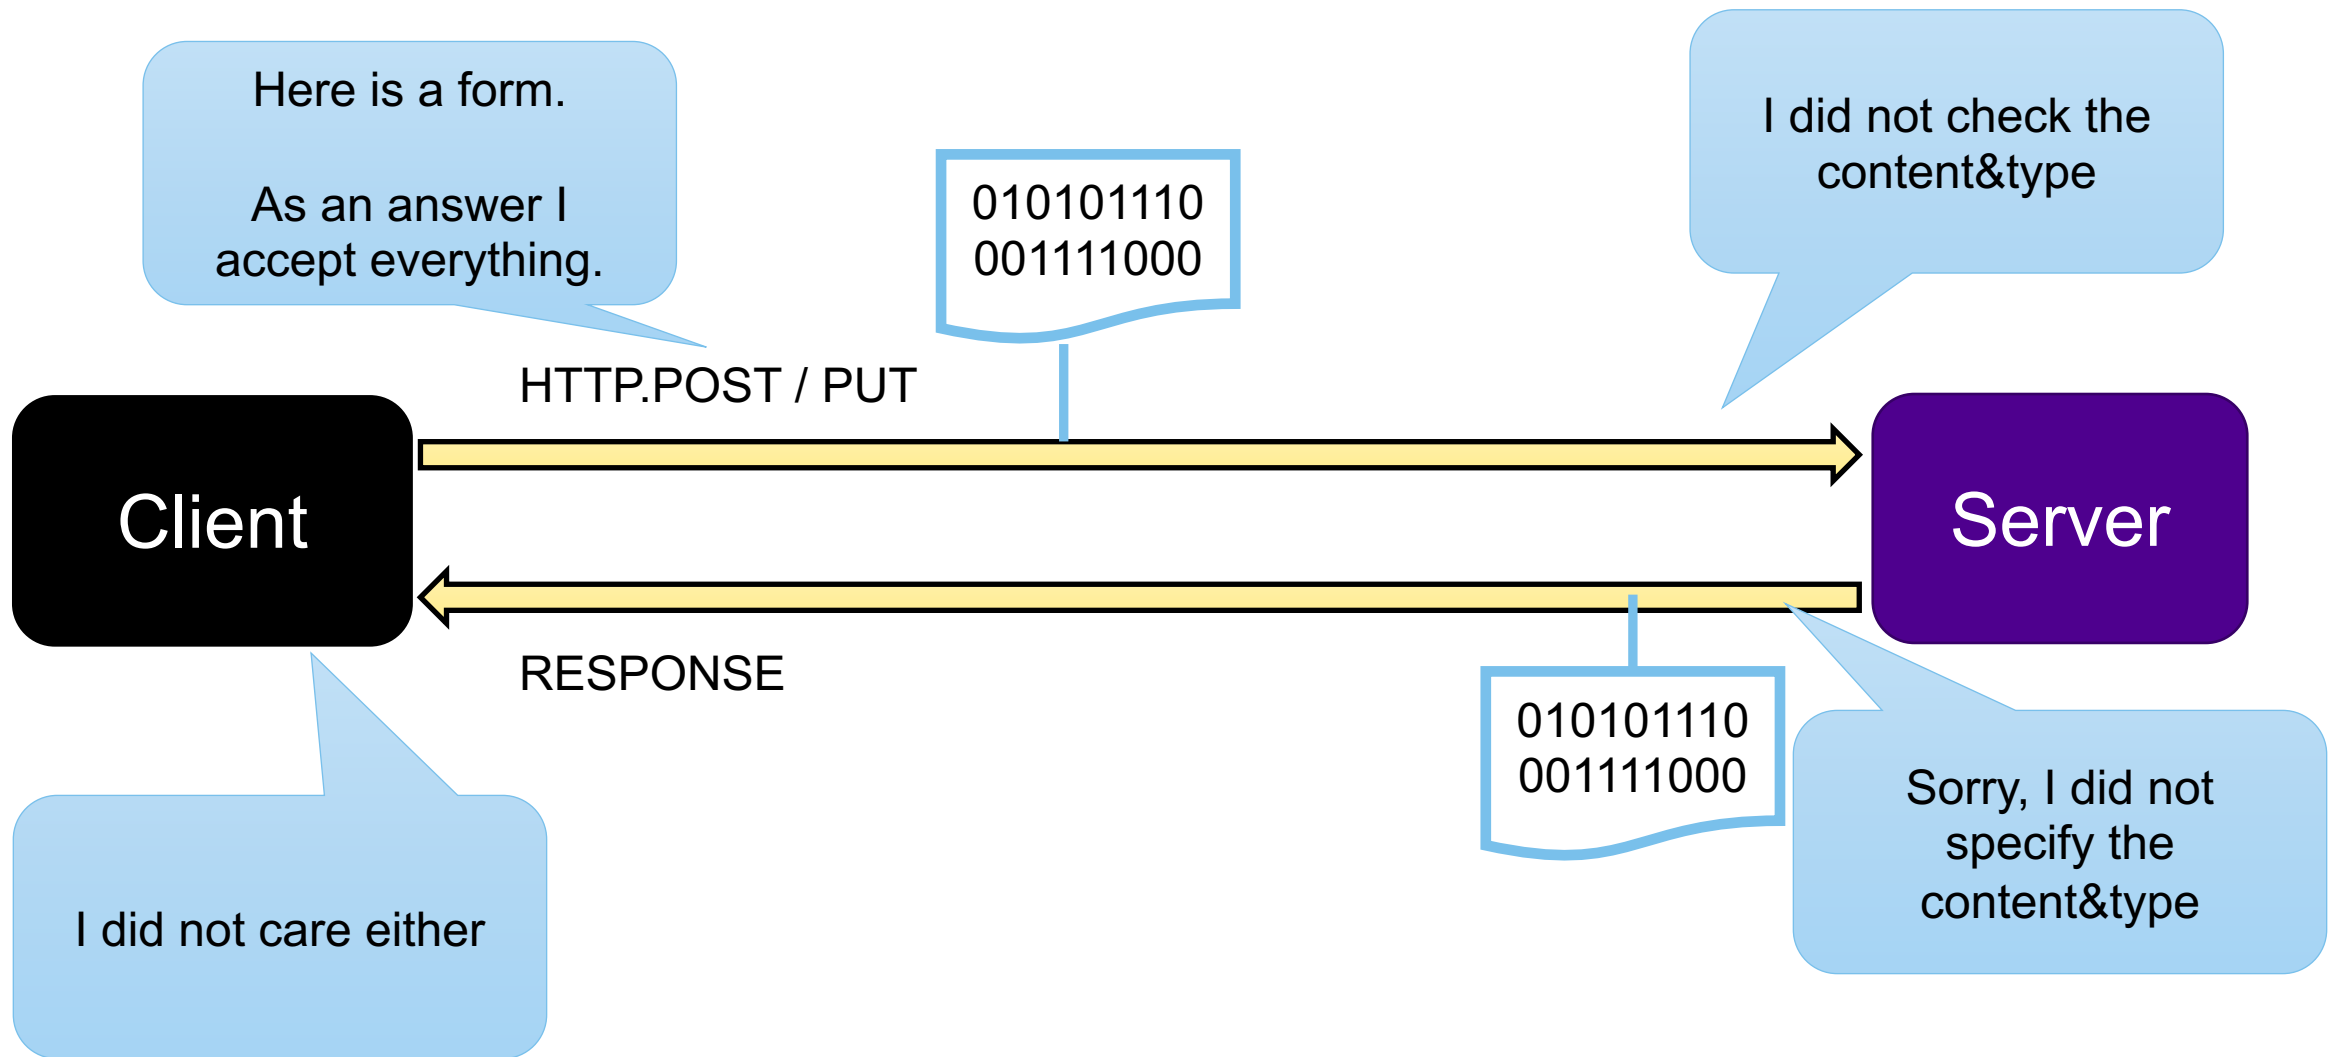 Here is a form.
As an answer I
accept everything.
010101110
001111000
I did not check the
content&type
HTTP.POST / PUT
Client
Server
RESPONSE
010101110
001111000
Sorry, I did not
specify the
content&type
I did not care either